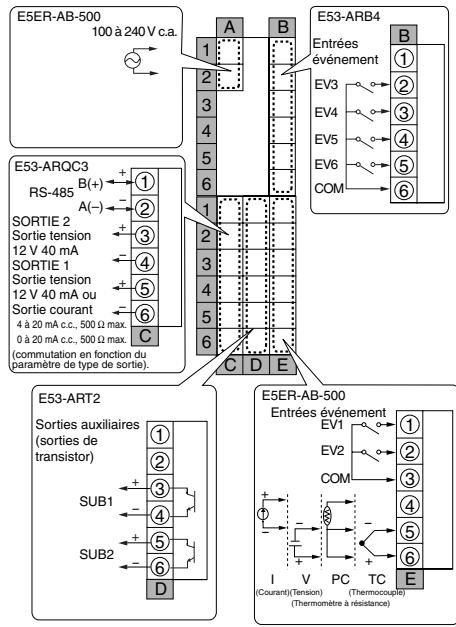 E5ER-AB-500
100 à 240 V c.a.
A
B
1
2
3
4
5
6
1
2
3
4
5
6
C D E
E53-ARB4
Entrées
événement
B
EV3
EV4
EV5
EV6
COM
1
2
3
4
5
6
E53-ARQC3
+
B(+)
RS-485
−
A(−)
SORTIE 2
+
Sortie tension
12 V 40 mA
−
SORTIE 1
Sortie tension
+
12 V 40 mA ou
Sortie courant
−
4 à 20 mA c.c., 500 Ω max.
0 à 20 mA c.c., 500 Ω max.
(commutation en fonction du
paramètre de type de sortie).
1
2
3
4
5
6
C
E53-ART2
Sorties auxiliaires
(sorties de
transistor)
+
SUB1
−
+
SUB2
−
1
2
3
4
5
6
D
E5ER-AB-500
Entrées événement
EV1
EV2
COM
1
2
3
4
5
6
E
+
−
−
+
−
+
I V PC TC
(Courant) (Tension) (Thermocouple)
(Thermomètre à résistance)